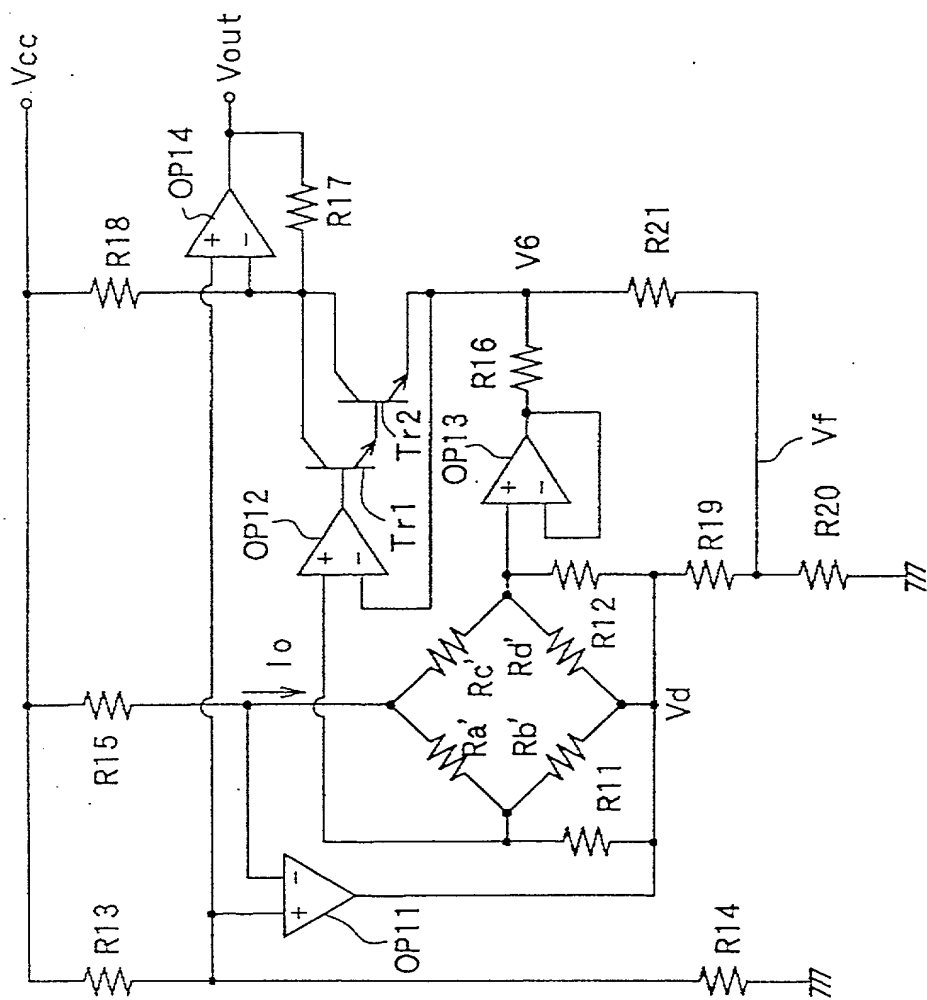 Vcc
Vout
OP14
+
−
R18
R17
V6
R21
R16
OP13
+
−
Vf
Tr2
Tr1
OP12
+
−
R19
R20
R12
Io
Rc'
Rd'
Ra'
Rb'
Vd
R15
R11
−
+
OP11
R13
R14